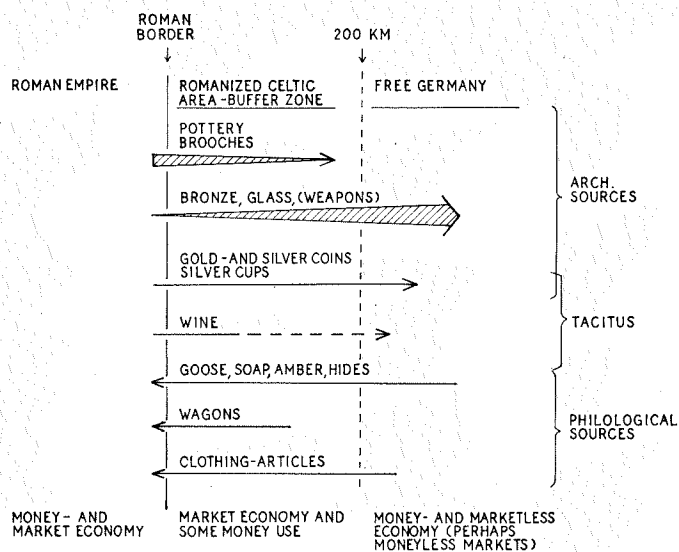 ROMAN
BORDER
200 KM
ROMAN EMPIRE
ROMANIZED CELTIC
AREA-BUFFER ZONE
FREE GERMANY
POTTERY
BROOCHES
BRONZE, GLASS, (WEAPONS)
ARCH.
SOURCES
GOLD-AND SILVER COINS
SILVER CUPS
WINE
TACITUS
GOOSE, SOAP, AMBER, HIDES
WAGONS
PHILOLOGICAL
SOURCES
CLOTHING-ARTICLES
MONEY- AND
MARKET ECONOMY
MARKET ECONOMY AND
SOME MONEY USE
MONEY- AND MARKETLESS
ECONOMY (PERHAPS
MONEYLESS MARKETS)